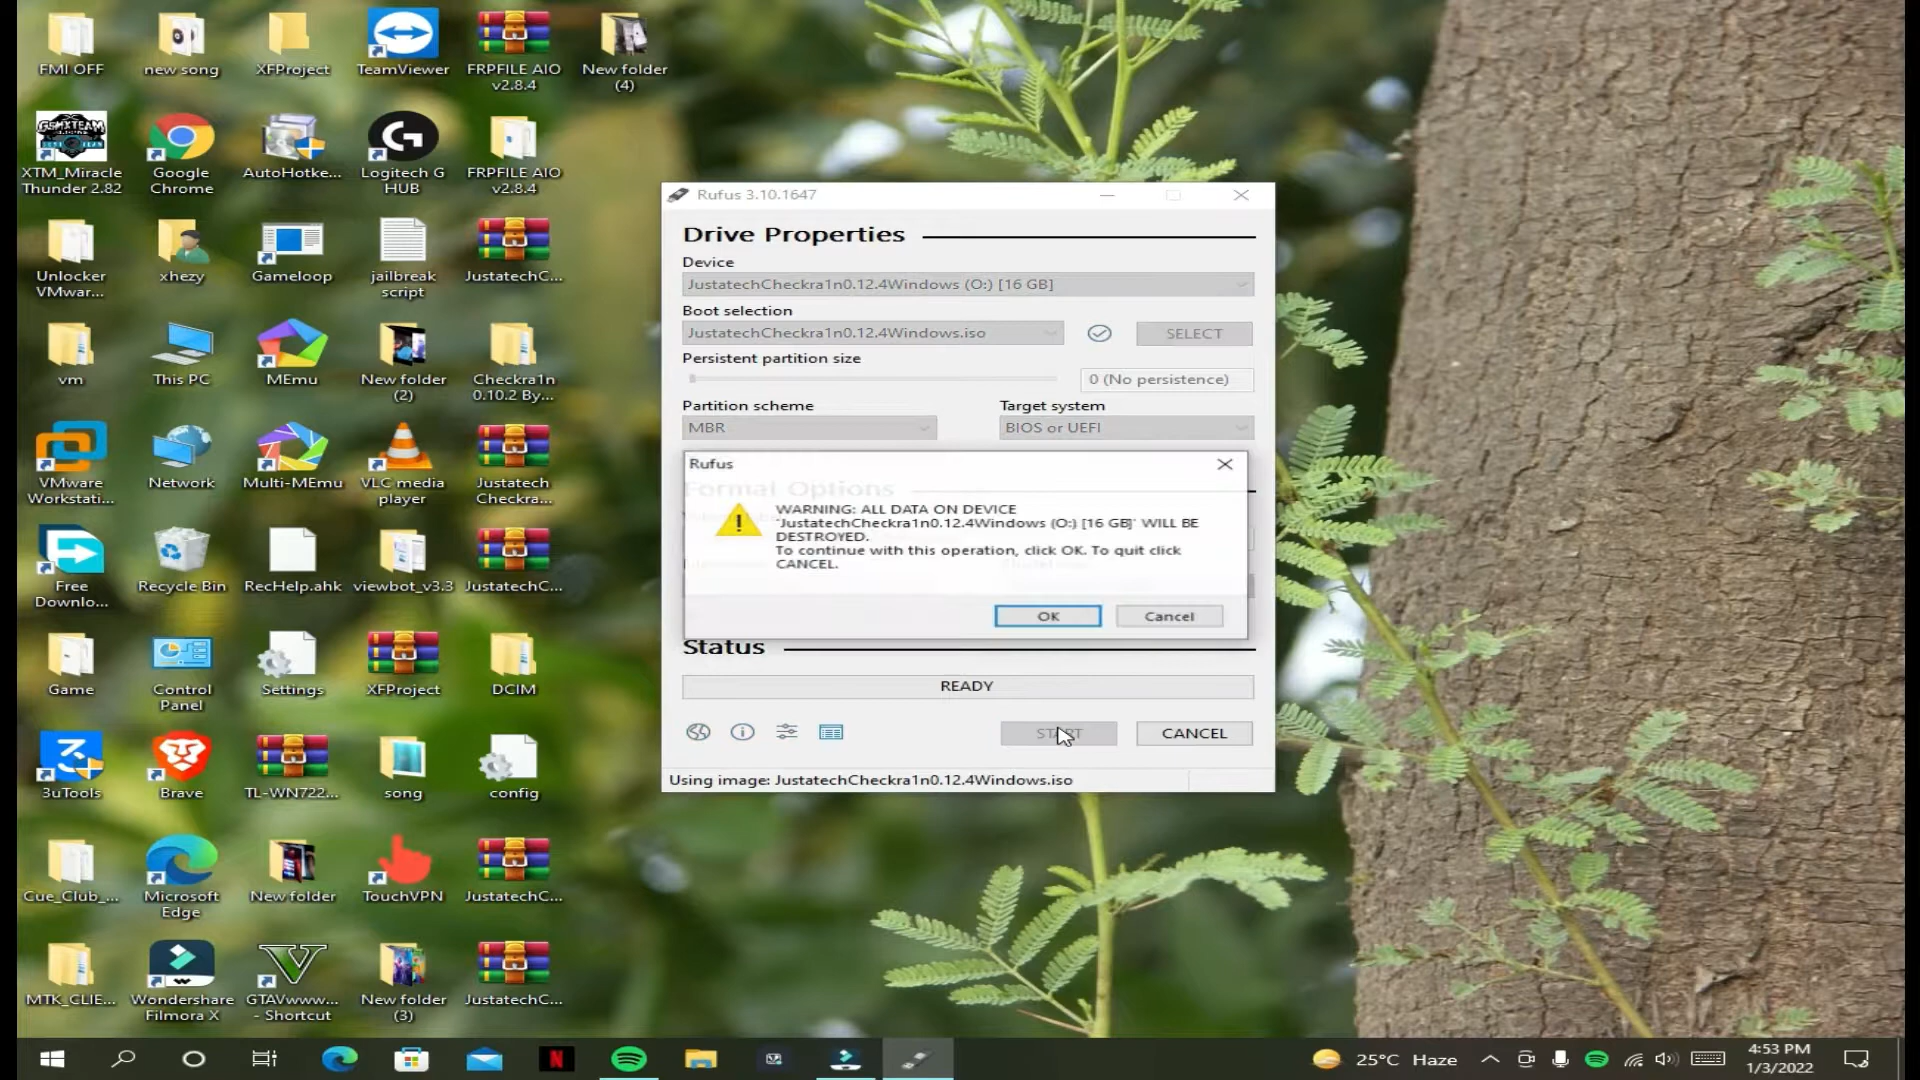 FMI OFF
new song
XFProject
TeamViewer
FRPFILE AIO
v2.8.4
New folder
(4)
XTM_Miracle
Thunder 2.82
Google
Chrome
AutoHotke...
Logitech G
HUB
FRPFILE AIO
v2.8.4
Unlocker
VMwar...
xhezy
Gameloop
jailbreak
script
JustatechC...
vm
This PC
MEmu
New folder
(2)
Checkra1n
0.10.2 By...
VMware
Workstati...
Network
Multi-MEmu
VLC media
player
Justatech
Checkra...
Free
Downlo...
Recycle Bin
RecHelp.ahk
viewbot_v3.3
JustatechC...
Game
Control
Panel
Settings
XFProject
DCIM
3uTools
Brave
TL-WN722...
song
config
Cue_Club_...
Microsoft
Edge
New folder
TouchVPN
JustatechC...
MTK_CLIE...
Wondershare
Filmora X
GTAVwww...
- Shortcut
New folder
(3)
JustatechC...
Rufus 3.10.1647
Drive Properties
Device
JustatechCheckra1n0.12.4Windows (O:) [16 GB]
Boot selection
JustatechCheckra1n0.12.4Windows.iso
SELECT
Persistent partition size
0 (No persistence)
Partition scheme
Target system
MBR
BIOS or UEFI
Rufus
Format Options
WARNING: ALL DATA ON DEVICE
'JustatechCheckra1n0.12.4Windows (O:) [16 GB]' WILL BE
DESTROYED.
To continue with this operation, click OK. To quit click
CANCEL.
OK
Cancel
Status
READY
START
CANCEL
Using image: JustatechCheckra1n0.12.4Windows.iso
25°C Haze
4:53 PM
1/3/2022